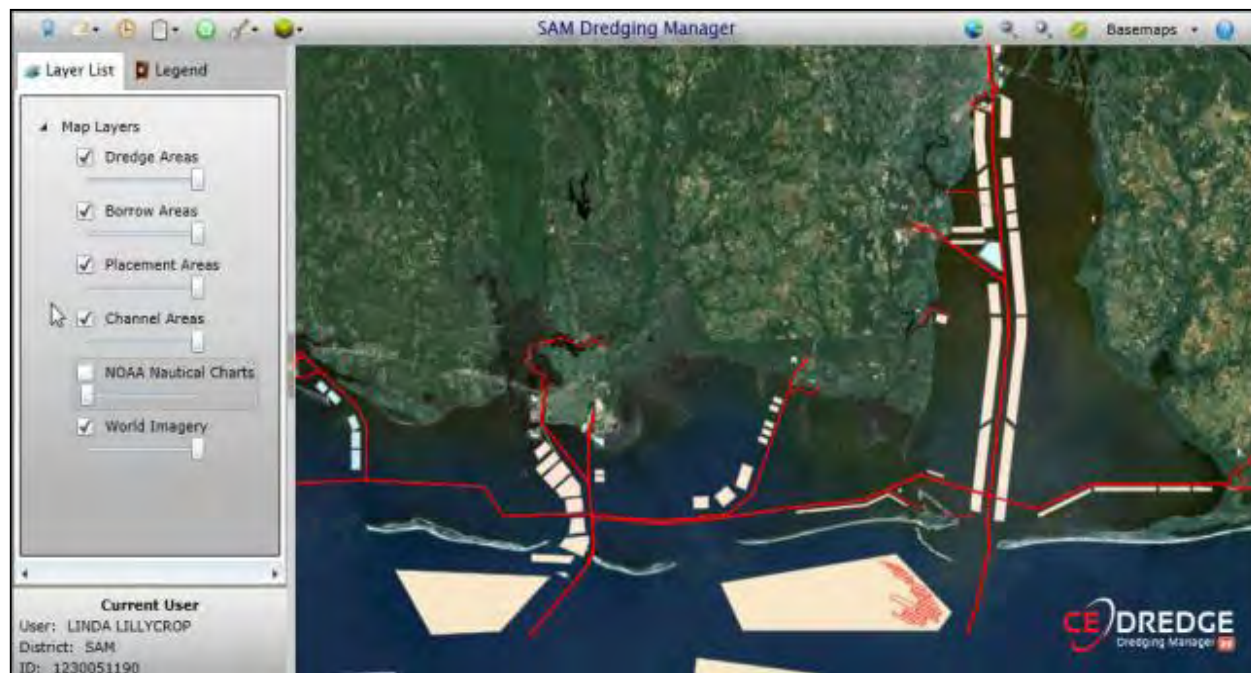 SAM Dredging Manager
Basemaps
Layer List
Legend
Map Layers
Dredge Areas
Borrow Areas
Placement Areas
Channel Areas
NOAA Nautical Charts
World Imagery
Current User
User: LINDA LILLYCROP
District: SAM
ID: 1230051190
CE DREDGE
Dredging Manager